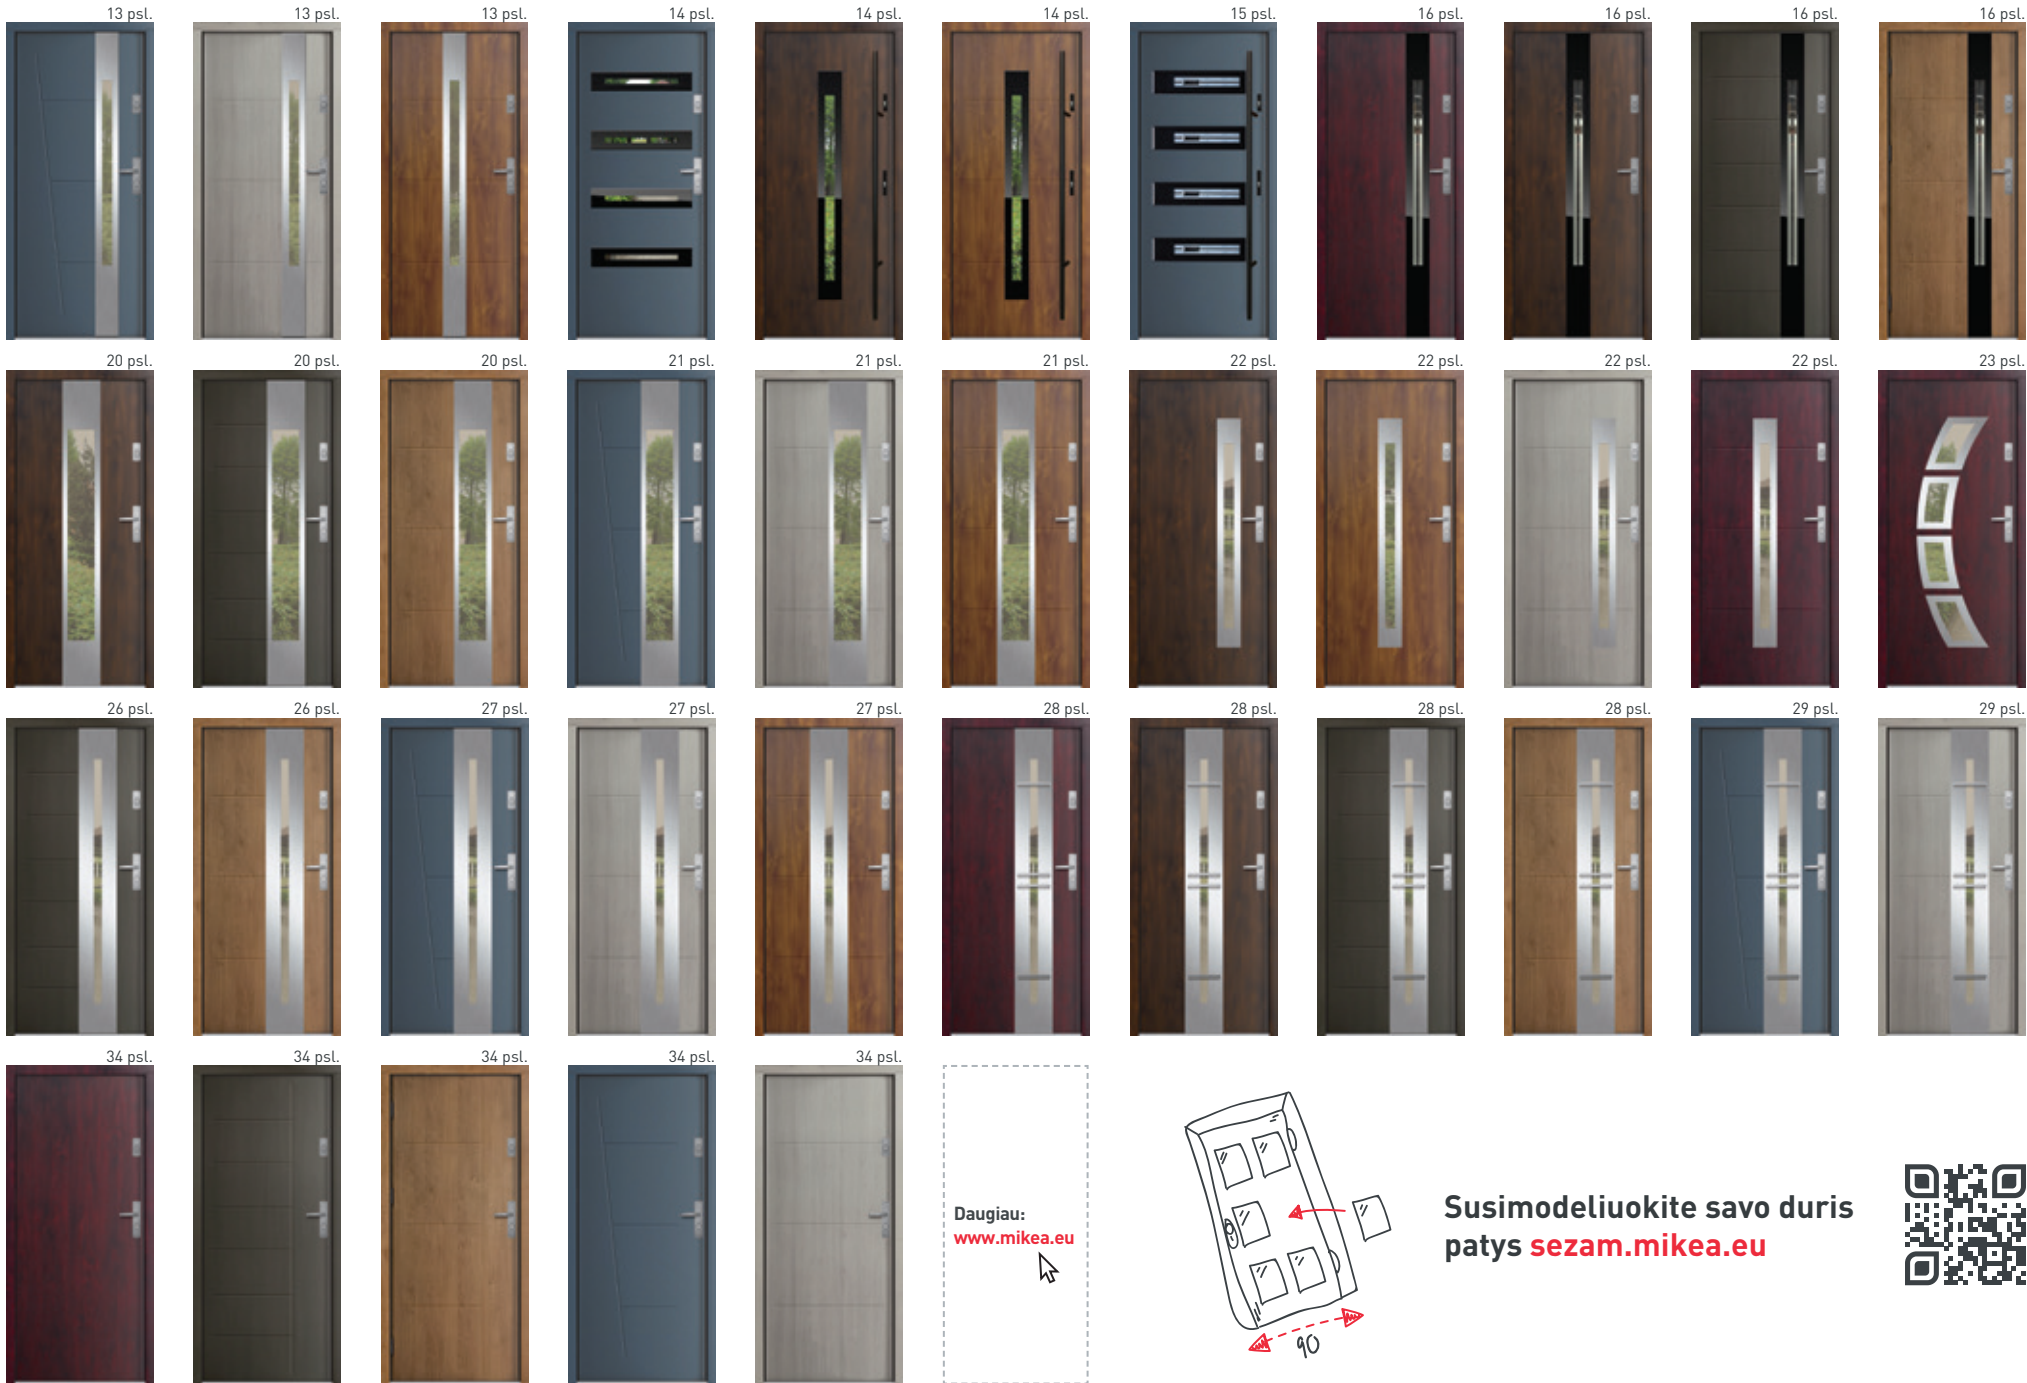 13 psl.
13 psl.
13 psl.
14 psl.
14 psl.
14 psl.
15 psl.
16 psl.
16 psl.
16 psl.
16 psl.
20 psl.
20 psl.
20 psl.
21 psl.
21 psl.
21 psl.
22 psl.
22 psl.
22 psl.
22 psl.
23 psl.
26 psl.
26 psl.
27 psl.
27 psl.
27 psl.
28 psl.
28 psl.
28 psl.
28 psl.
29 psl.
29 psl.
34 psl.
34 psl.
34 psl.
34 psl.
34 psl.
Daugiau:
www.mikea.eu
90
Susimodeliuokite savo duris
patys sezam.mikea.eu